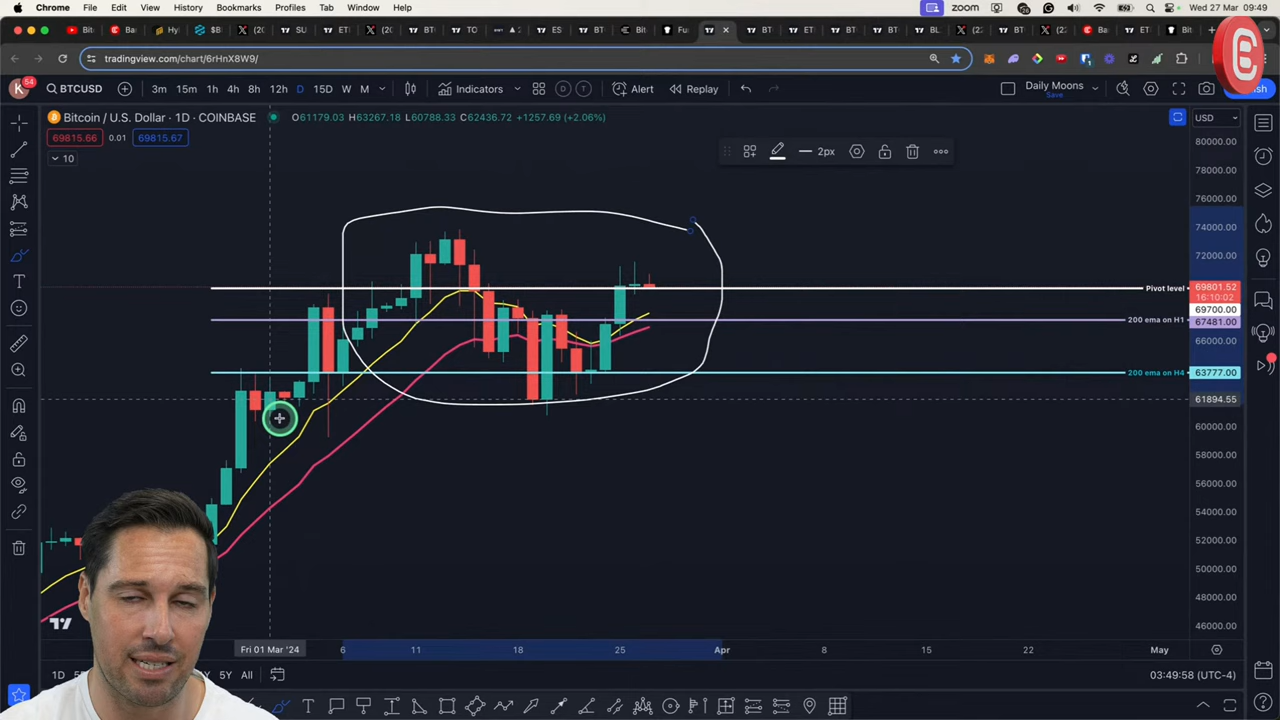 Chrome File Edit View History Bookmarks Profiles Tab Window Help zoom Wed 27 Mar 09:49
tradingview.com/chart/6rHnX8W9/
K 54 BTCUSD 3m 15m 1h 4h 8h 12h D 15D W M Indicators Alert Replay Daily Moons Save
Bitcoin / U.S. Dollar · 1D · COINBASE O61179.03 H63267.18 L60788.33 C62436.72 +1257.69 (+2.06%) USD
69815.66 0.01 69815.67
10
2px
80000.00
78000.00
76000.00
74000.00
72000.00
Pivot level 69801.52
16:10:02
69700.00
200 ema on H1 67481.00
66000.00
200 ema on H4 63777.00
61894.55
60000.00
58000.00
56000.00
54000.00
52000.00
50000.00
48000.00
46000.00
Fri 01 Mar '24 6 11 18 25 Apr 8 15 22 May
1D 5Y All 03:49:58 (UTC-4)